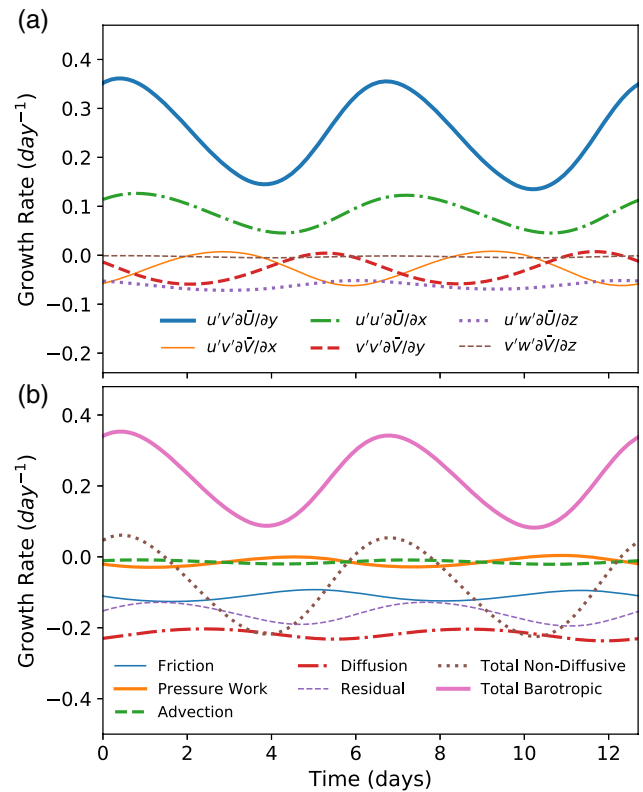 (a)
Growth Rate (day⁻¹)
0.4
0.3
0.2
0.1
0.0
−0.1
−0.2
u′v′∂Ū/∂y u′u′∂Ū/∂x u′w′∂Ū/∂z
u′v′∂V̄/∂x v′v′∂V̄/∂y v′w′∂V̄/∂z
(b)
Growth Rate (day⁻¹)
0.4
0.2
0.0
−0.2
−0.4
Friction Diffusion Total Non-Diffusive
Pressure Work Residual Total Barotropic
Advection
0 2 4 6 8 10 12
Time (days)